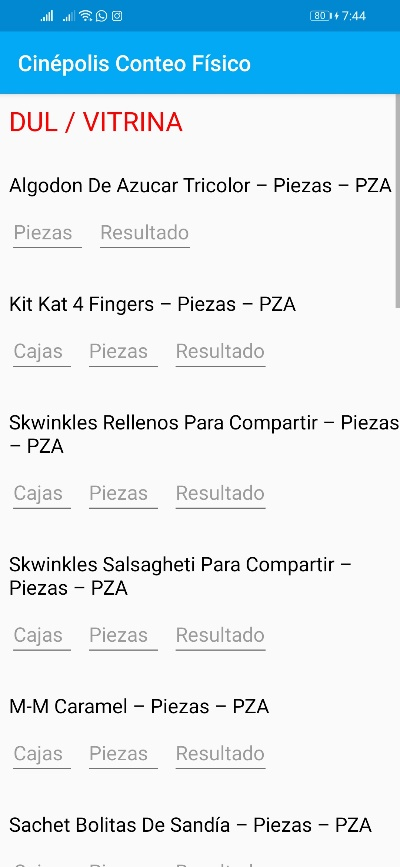 80 7:44
Cinépolis Conteo Físico
DUL / VITRINA
Algodon De Azucar Tricolor – Piezas – PZA
Piezas Resultado
Kit Kat 4 Fingers – Piezas – PZA
Cajas Piezas Resultado
Skwinkles Rellenos Para Compartir – Piezas
– PZA
Cajas Piezas Resultado
Skwinkles Salsagheti Para Compartir –
Piezas – PZA
Cajas Piezas Resultado
M-M Caramel – Piezas – PZA
Cajas Piezas Resultado
Sachet Bolitas De Sandía – Piezas – PZA